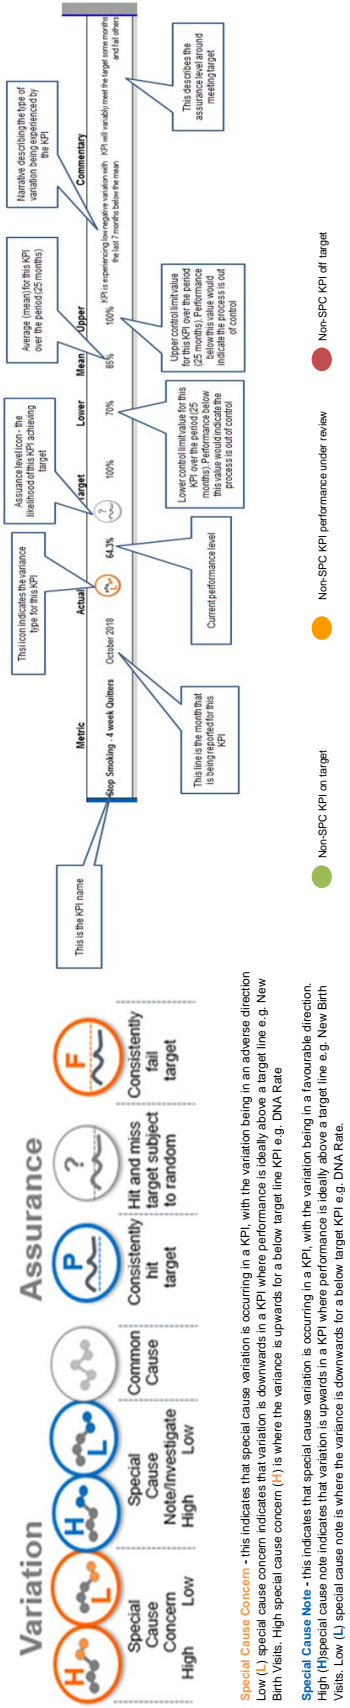 Variation
Assurance
H
L
H
L
P
?
F
Special
Cause
Concern
High Low
Special
Cause
Note/Investigate
High Low
Common
Cause
Consistently
hit
target
Hit and miss
target subject
to random
Consistently
fail
target
This is the KPI name
Thsi icon indicates the variance
type for this KPI
Assuance level icon - the
likelihood of this KPI achieving
target
Average (mean) for this KPI
over the period (25 months)
Narrative describing the type of
variation being experienced by
the KPI
Metric Actual Target Lower Mean Upper Commentary
Stop Smoking - 4 week Quitters October 2018 L 64.3% ? 100% 70% 85% 100%
KPI is experiencing low negative variation with
the last 7 months below the mean
KPI will variably meet the target some months
and fail others
This line is the month that
is being reported for this
KPI
Current performance level
Lower control limit value for this
KPI over the period (25
months). Performance below
this value would indicate the
process is out of control
Upper control limit value
for this KPI over the period
(25 months). Performance
below this value would
indicate the process is out
of control
This describes the
assurance level around
meeting target
Special Cause Concern - this indicates that special cause variation is occurring in a KPI, with the variation being in an adverse direction
Low (L) special cause concern indicates that variation is downwards in a KPI where performance is ideally above a target line e.g. New
Birth Visits. High special cause concern (H) is where the variance is upwards for a below target line KPI e.g. DNA Rate
Special Cause Note - this indicates that special cause variation is occurring in a KPI, with the variation being in a favourable direction.
High (H)special cause note indicates that variation is upwards in a KPI where performance is ideally above a target line e.g. New Birth
Visits. Low (L) special cause note is where the variance is downwards for a below target KPI e.g. DNA Rate.
Non-SPC KPI on target
Non-SPC KPI performance under review
Non-SPC KPI off target